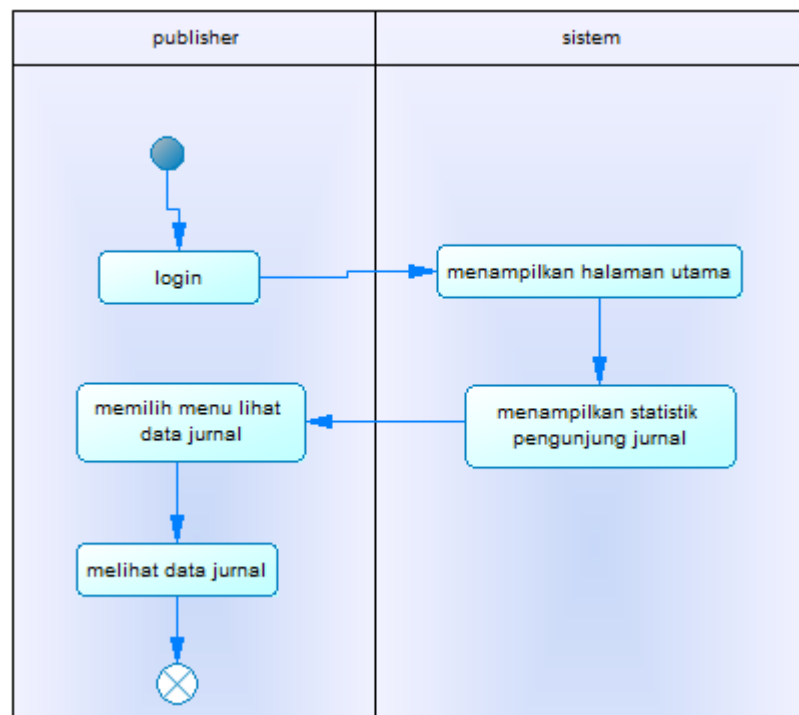 publisher
sistem
login
menampilkan halaman utama
memilih menu lihat
data jurnal
menampilkan statistik
pengunjung jurnal
melihat data jurnal